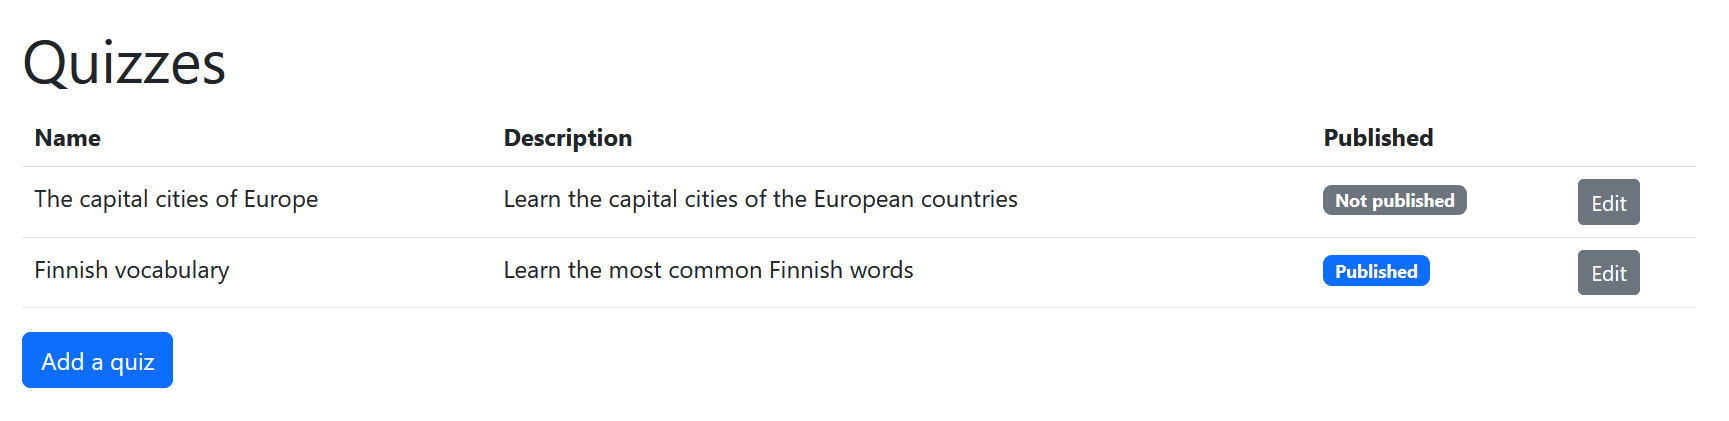 Quizzes
Name Description Published
The capital cities of Europe Learn the capital cities of the European countries Not published Edit
Finnish vocabulary Learn the most common Finnish words Published Edit
Add a quiz